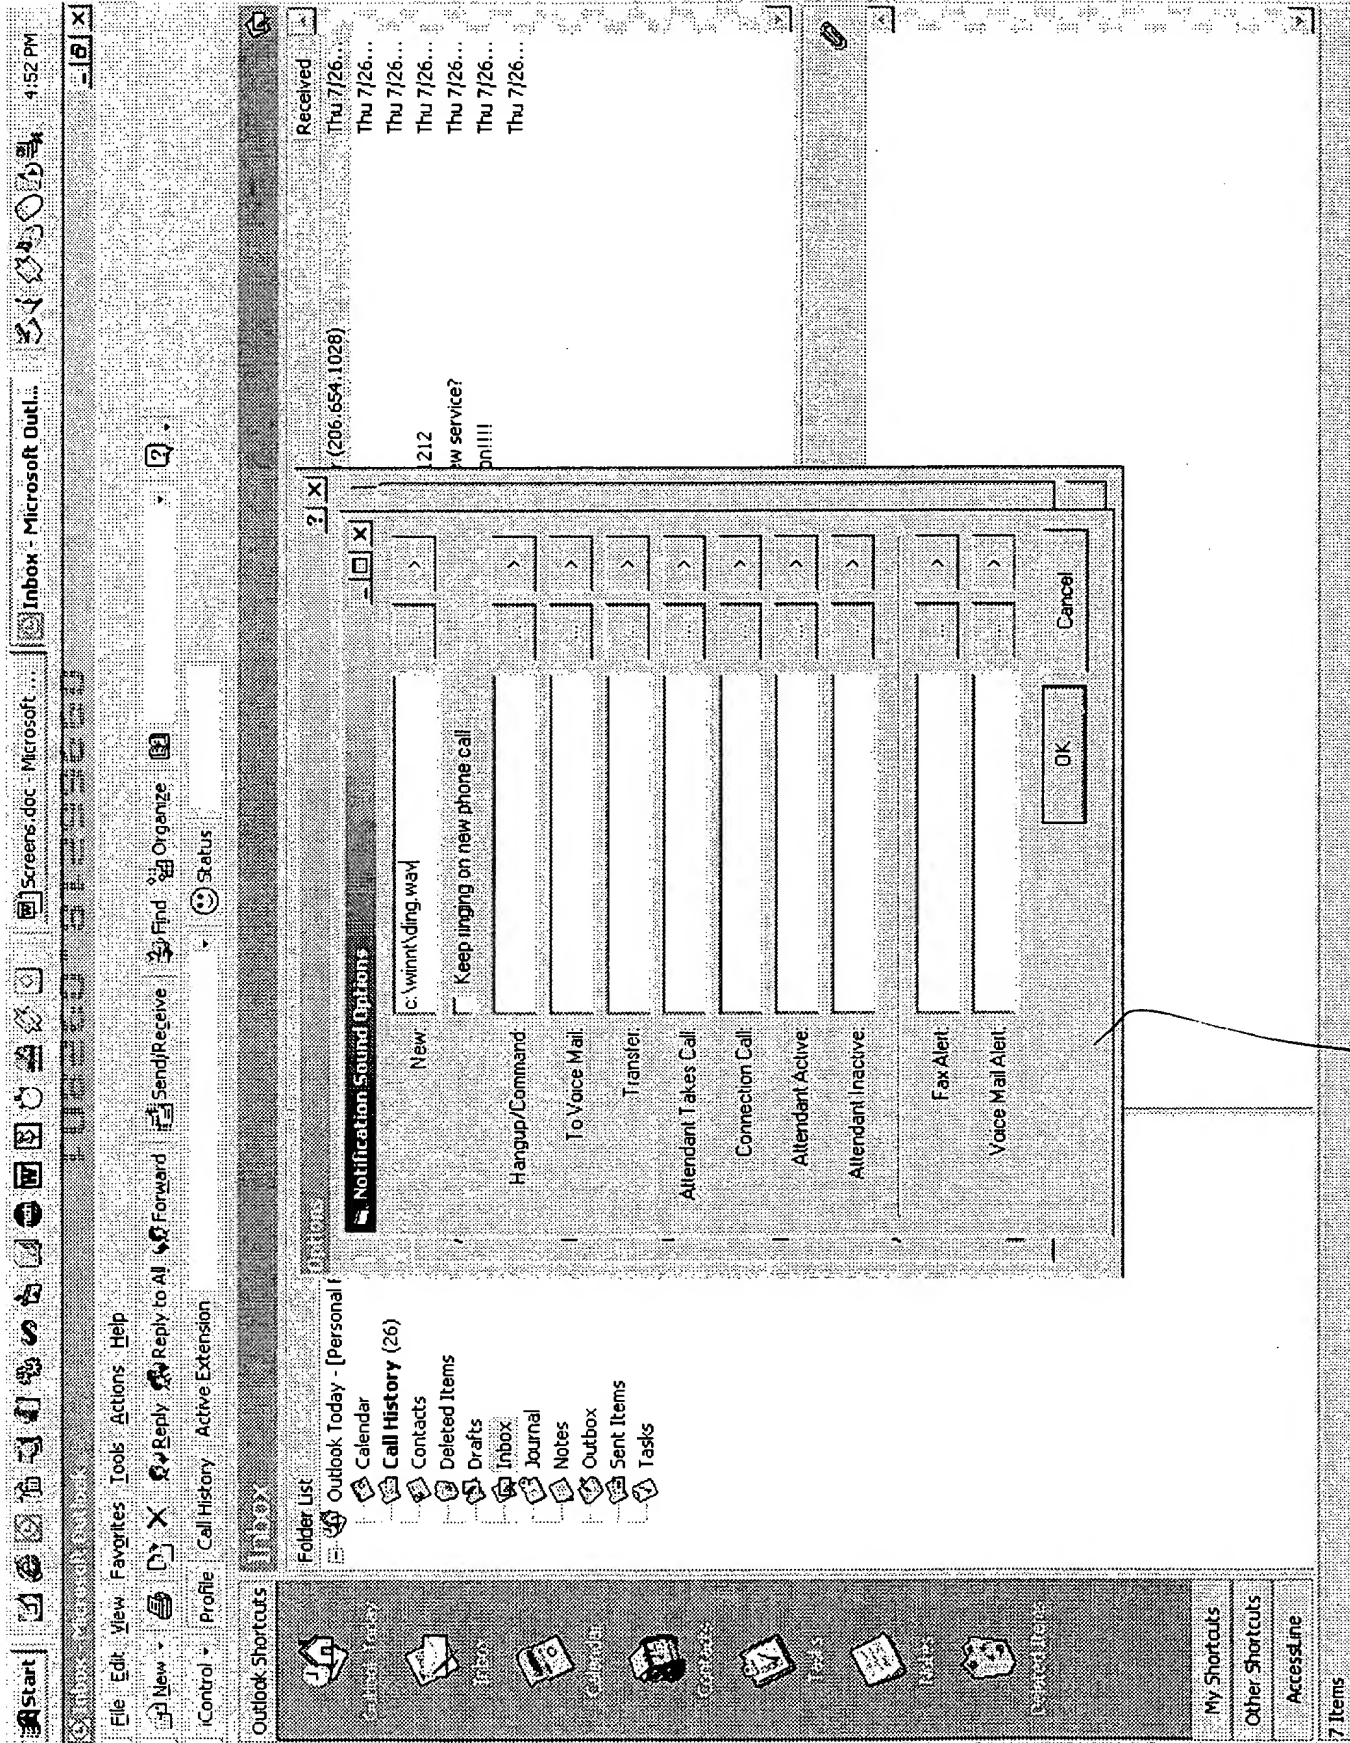 Start
Screens.doc - Microsoft ...
Inbox - Microsoft Outl...
4:52 PM
File Edit View Favorites Tools Actions Help
New Reply Reply to All Forward Send/Receive Find Organize
iControl Profile Call History Active Extension Status
Outlook Shortcuts
Inbox
Folder List
Outlook Today - [Personal F
Calendar
Call History (26)
Contacts
Deleted Items
Drafts
Inbox
Journal
Notes
Outbox
Sent Items
Tasks
Options
Notification Sound Options
New: c:\winnt\ding.wav
Keep ringing on new phone call
Hangup/Command:
To Voice Mail:
Transfer:
Attendant Takes Call:
Connection Call:
Attendant Active:
Attendant Inactive:
Fax Alert:
Voice Mail Alert:
OK Cancel
Received
r (206.654.1028) Thu 7/26...
Thu 7/26...
Thu 7/26...
1212 Thu 7/26...
ew service? Thu 7/26...
on!!!! Thu 7/26...
Thu 7/26...
Calendar
Contacts
My Shortcuts
Other Shortcuts
AccessLine
7 Items